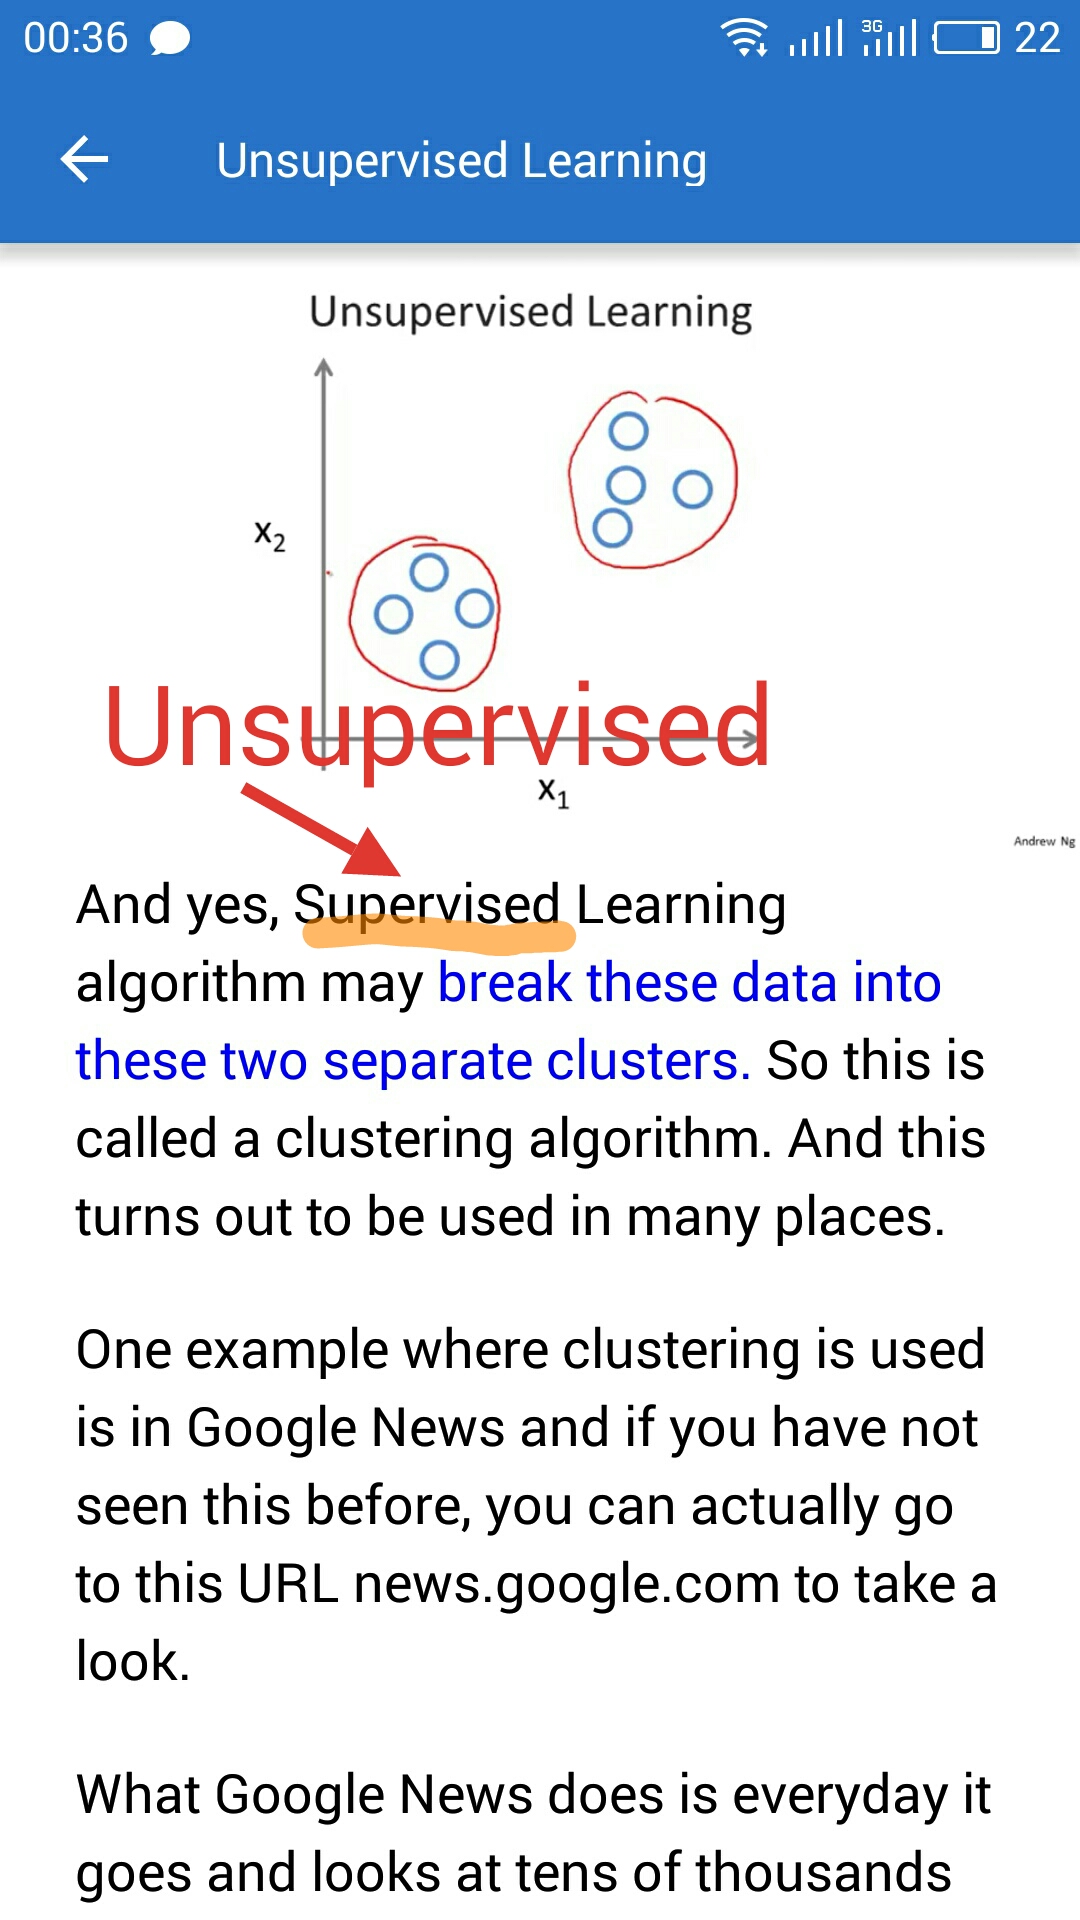 00:36 3G 22
Unsupervised Learning
Unsupervised Learning
x₂
Unsupervised
x₁
Andrew Ng
And yes, Supervised Learning
algorithm may break these data into
these two separate clusters. So this is
called a clustering algorithm. And this
turns out to be used in many places.
One example where clustering is used
is in Google News and if you have not
seen this before, you can actually go
to this URL news.google.com to take a
look.
What Google News does is everyday it
goes and looks at tens of thousands